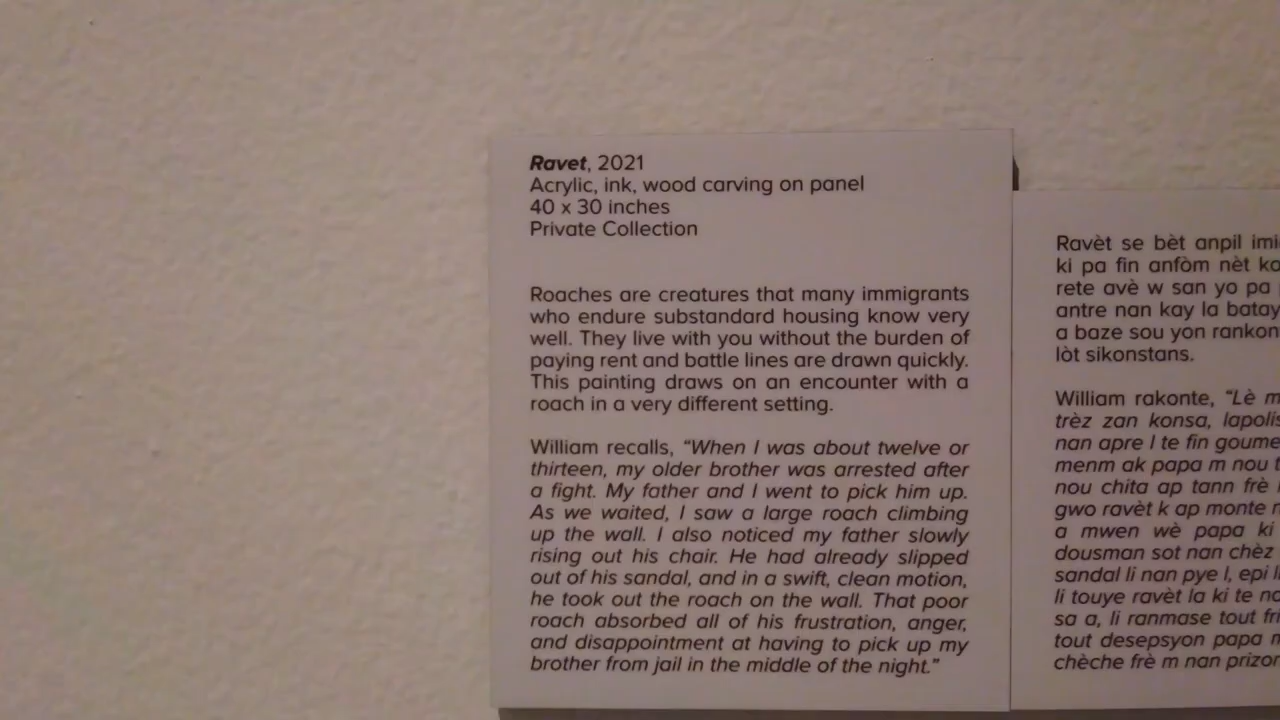 Ravet, 2021
Acrylic, ink, wood carving on panel
40 x 30 inches
Private Collection
Roaches are creatures that many immigrants
who endure substandard housing know very
well. They live with you without the burden of
paying rent and battle lines are drawn quickly.
This painting draws on an encounter with a
roach in a very different setting.
William recalls, “When I was about twelve or
thirteen, my older brother was arrested after
a fight. My father and I went to pick him up.
As we waited, I saw a large roach climbing
up the wall. I also noticed my father slowly
rising out his chair. He had already slipped
out of his sandal, and in a swift, clean motion,
he took out the roach on the wall. That poor
roach absorbed all of his frustration, anger,
and disappointment at having to pick up my
brother from jail in the middle of the night.”
Ravèt se bèt anpil
ki pa fin anfòm nèt
rete avè w san yo pa
antre nan kay la
a baze sou yon
lòt sikonstans.
William rakonte, “Lè
trèz zan konsa,
nan apre l te fin
menm ak papa m nou
nou chita ap tann frè
gwo ravèt k ap monte
a mwen wè papa ki
dousman sot nan chèz
sandal li nan pye l, epi
li touye ravèt la ki te
sa a, li ranmase tout
tout desepsyon papa
chèche frè m nan